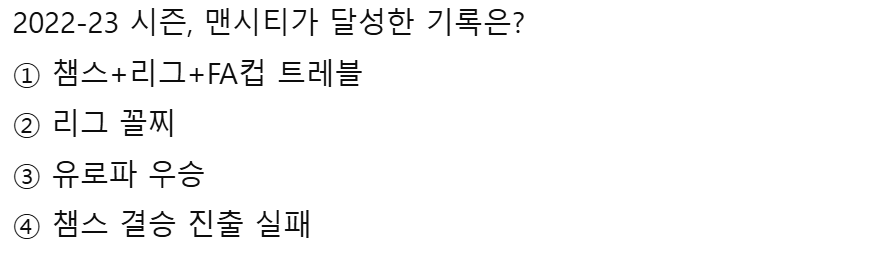 2022-23 시즌, 맨시티가 달성한 기록은?
① 챔스+리그+FA컵 트레블
② 리그 꼴찌
③ 유로파 우승
④ 챔스 결승 진출 실패